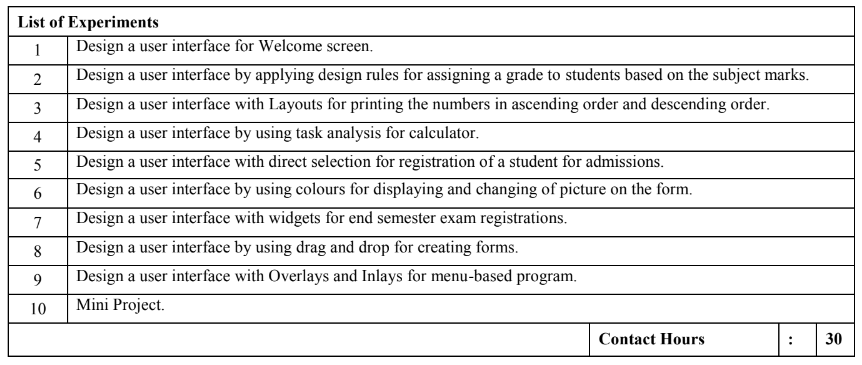 List of Experiments
1 Design a user interface for Welcome screen.
2 Design a user interface by applying design rules for assigning a grade to students based on the subject marks.
3 Design a user interface with Layouts for printing the numbers in ascending order and descending order.
4 Design a user interface by using task analysis for calculator.
5 Design a user interface with direct selection for registration of a student for admissions.
6 Design a user interface by using colours for displaying and changing of picture on the form.
7 Design a user interface with widgets for end semester exam registrations.
8 Design a user interface by using drag and drop for creating forms.
9 Design a user interface with Overlays and Inlays for menu-based program.
10 Mini Project.
Contact Hours : 30